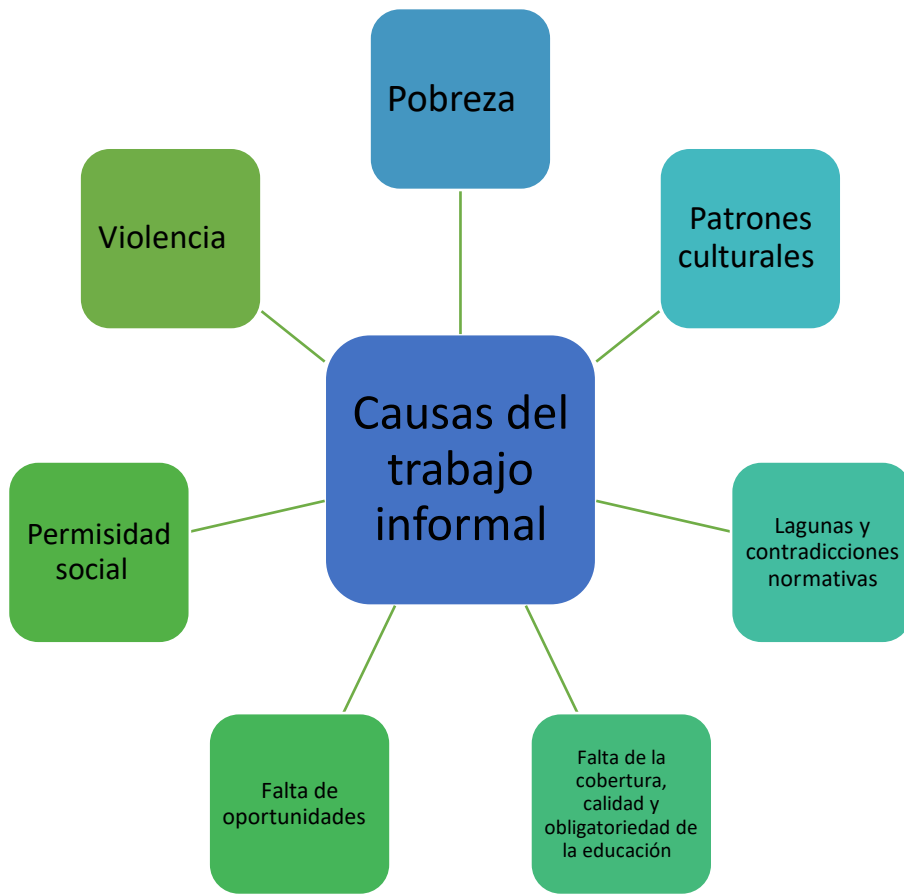 Pobreza
Violencia
Patrones
culturales
Causas del
trabajo
informal
Permisidad
social
Lagunas y
contradicciones
normativas
Falta de
oportunidades
Falta de la
cobertura,
calidad y
obligatoriedad de
la educación